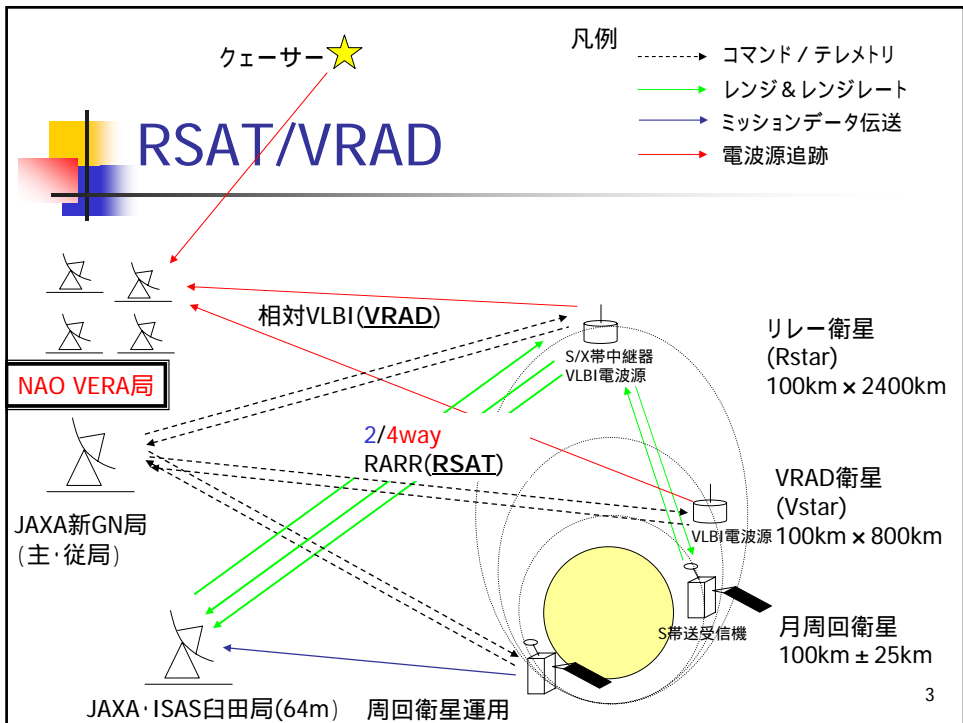 クェーサー
凡例
コマンド / テレメトリ
レンジ&レンジレート
ミッションデータ伝送
電波源追跡
RSAT/VRAD
相対VLBI(VRAD)
S/X帯中継器
VLBI電波源
リレー衛星
(Rstar)
100km × 2400km
NAO VERA局
2/4way
RARR(RSAT)
VRAD衛星
(Vstar)
100km × 800km
VLBI電波源
JAXA新GN局
(主・従局)
S帯送受信機
月周回衛星
100km ± 25km
JAXA・ISAS臼田局(64m)
周回衛星運用
3